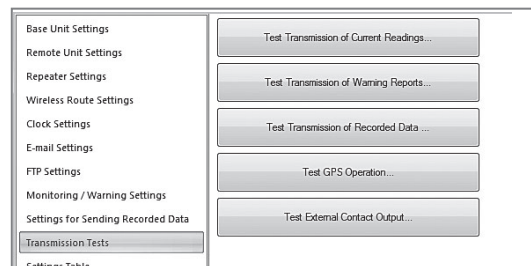 Base Unit Settings
Remote Unit Settings
Repeater Settings
Wireless Route Settings
Clock Settings
E-mail Settings
FTP Settings
Monitoring / Warning Settings
Settings for Sending Recorded Data
Transmission Tests
Settings Table
Test Transmission of Current Readings...
Test Transmission of Warning Reports...
Test Transmission of Recorded Data ...
Test GPS Operation...
Test External Contact Output...